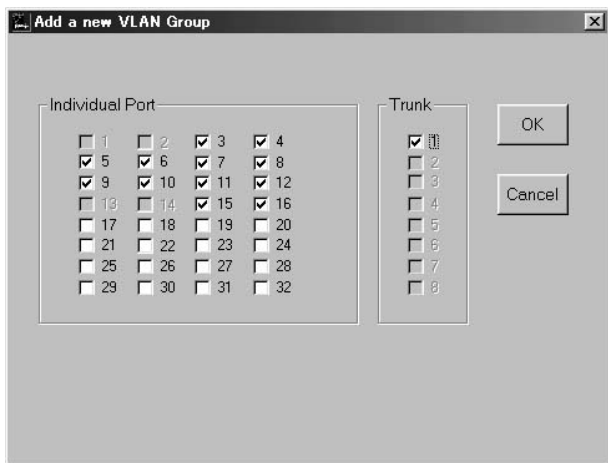 Add a new VLAN Group
Individual Port
1 2 3 4
5 6 7 8
9 10 11 12
13 14 15 16
17 18 19 20
21 22 23 24
25 26 27 28
29 30 31 32
Trunk
1
2
3
4
5
6
7
8
OK
Cancel